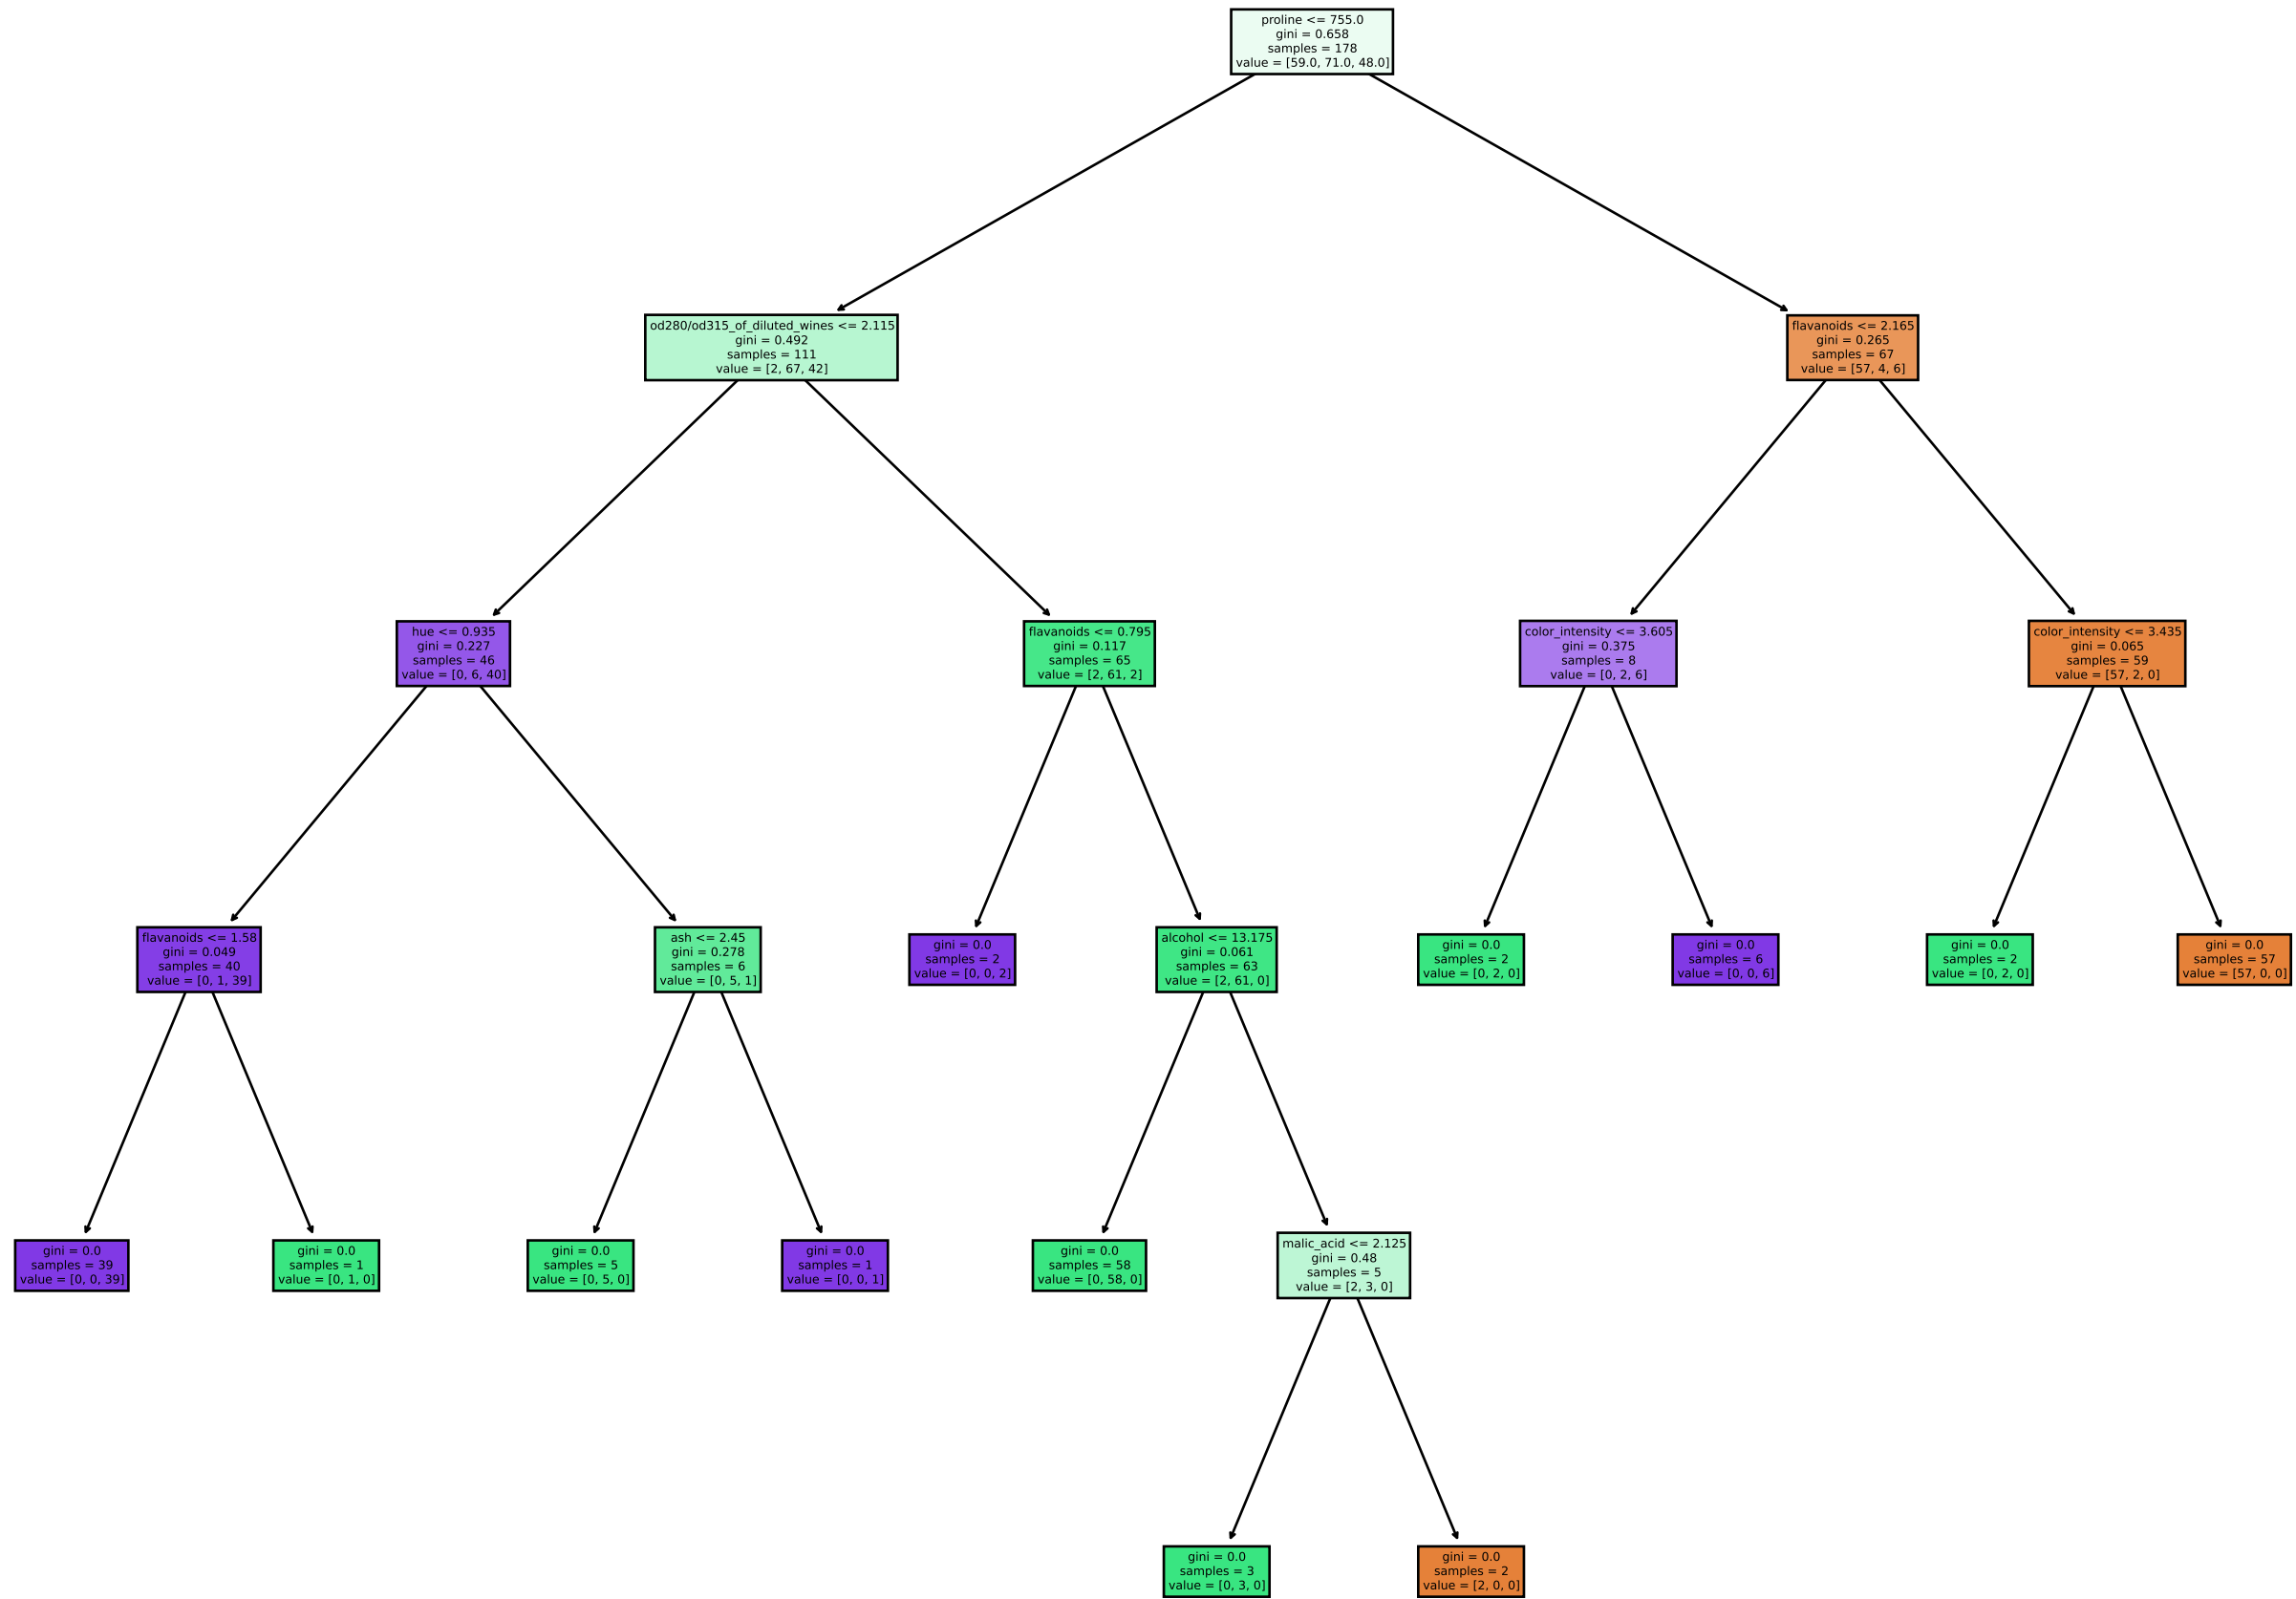 proline <= 755.0
gini = 0.658
samples = 178
value = [59.0, 71.0, 48.0]
od280/od315_of_diluted_wines <= 2.115
gini = 0.492
samples = 111
value = [2, 67, 42]
flavanoids <= 2.165
gini = 0.265
samples = 67
value = [57, 4, 6]
hue <= 0.935
gini = 0.227
samples = 46
value = [0, 6, 40]
flavanoids <= 0.795
gini = 0.117
samples = 65
value = [2, 61, 2]
color_intensity <= 3.605
gini = 0.375
samples = 8
value = [0, 2, 6]
color_intensity <= 3.435
gini = 0.065
samples = 59
value = [57, 2, 0]
flavanoids <= 1.58
gini = 0.049
samples = 40
value = [0, 1, 39]
ash <= 2.45
gini = 0.278
samples = 6
value = [0, 5, 1]
gini = 0.0
samples = 2
value = [0, 0, 2]
alcohol <= 13.175
gini = 0.061
samples = 63
value = [2, 61, 0]
gini = 0.0
samples = 2
value = [0, 2, 0]
gini = 0.0
samples = 6
value = [0, 0, 6]
gini = 0.0
samples = 2
value = [0, 2, 0]
gini = 0.0
samples = 57
value = [57, 0, 0]
gini = 0.0
samples = 39
value = [0, 0, 39]
gini = 0.0
samples = 1
value = [0, 1, 0]
gini = 0.0
samples = 5
value = [0, 5, 0]
gini = 0.0
samples = 1
value = [0, 0, 1]
gini = 0.0
samples = 58
value = [0, 58, 0]
malic_acid <= 2.125
gini = 0.48
samples = 5
value = [2, 3, 0]
gini = 0.0
samples = 3
value = [0, 3, 0]
gini = 0.0
samples = 2
value = [2, 0, 0]